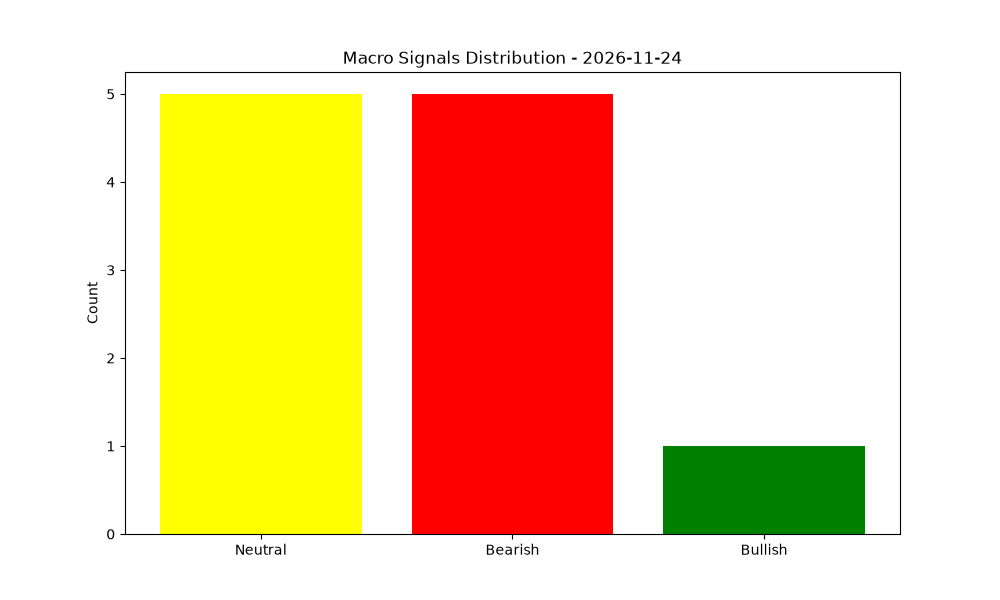 Macro Signals Distribution - 2026-11-24
5
4
3
2
1
0
Count
Neutral
Bearish
Bullish